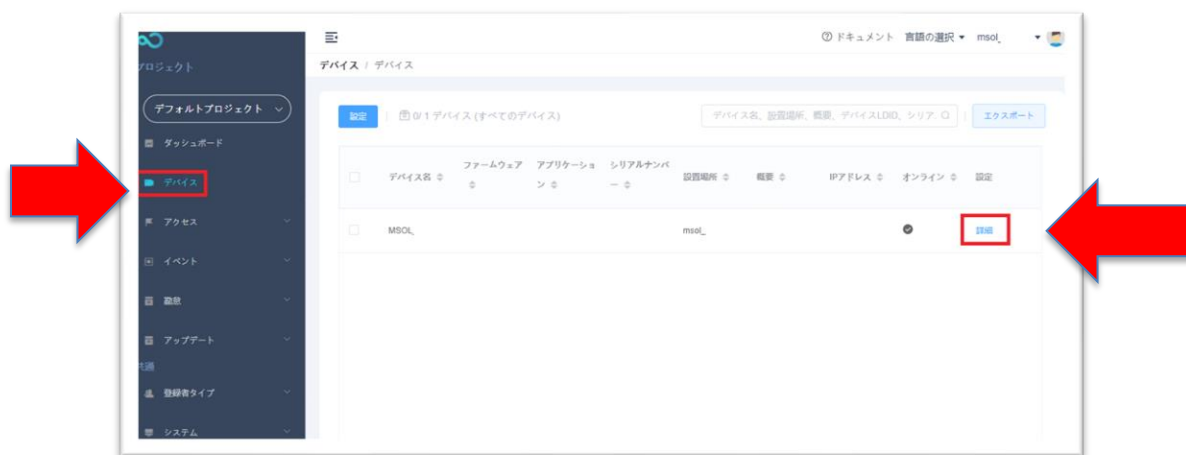 ドキュメント 言語の選択 msol_
プロジェクト
デバイス / デバイス
デフォルトプロジェクト
設定 0/ 1 デバイス (すべてのデバイス) デバイス名、設置場所、概要、デバイスLDID、シリア エクスポート
ダッシュボード
デバイス
デバイス名 ファームウェア アプリケーション シリアルナンバー 設置場所 概要 IPアドレス オンライン 設定
アクセス
MSOL_ msol_ 詳細
イベント
勤怠
アップデート
共通
登録者タイプ
システム